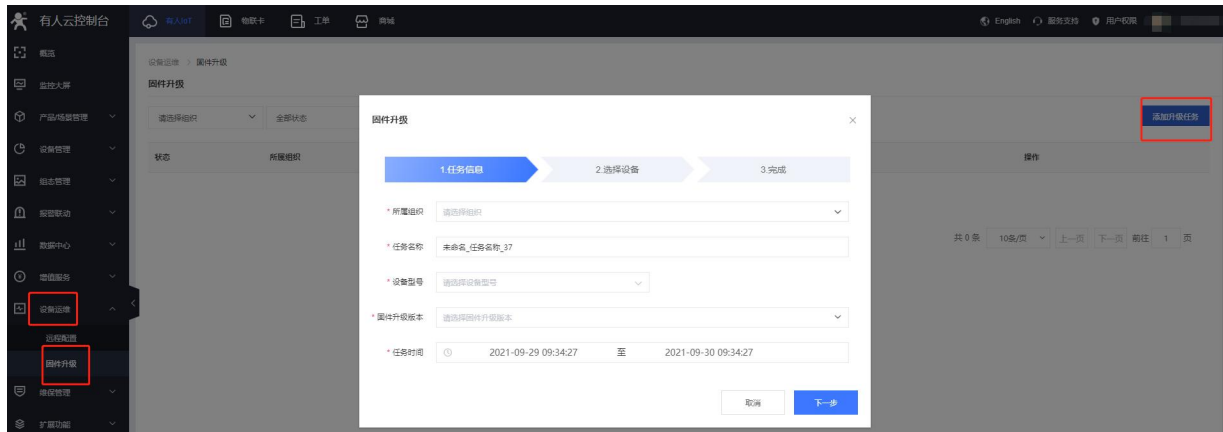 有人云控制台
有人IoT
物联卡
工单
商城
English
服务支持
用户权限
概览
监控大屏
产品/场景管理
设备管理
组态管理
报警联动
数据中心
增值服务
设备运维
远程配置
固件升级
维保管理
扩展功能
设备运维 > 固件升级
固件升级
请选择组织
全部状态
添加升级任务
状态
所属组织
操作
共 0 条
10条/页
上一页
下一页
前往 1 页
固件升级
1.任务信息
2.选择设备
3.完成
* 所属组织
请选择组织
* 任务名称
未命名_任务名称_37
* 设备型号
请选择设备型号
* 固件升级版本
请选择固件升级版本
* 任务时间
2021-09-29 09:34:27 至 2021-09-30 09:34:27
取消
下一步